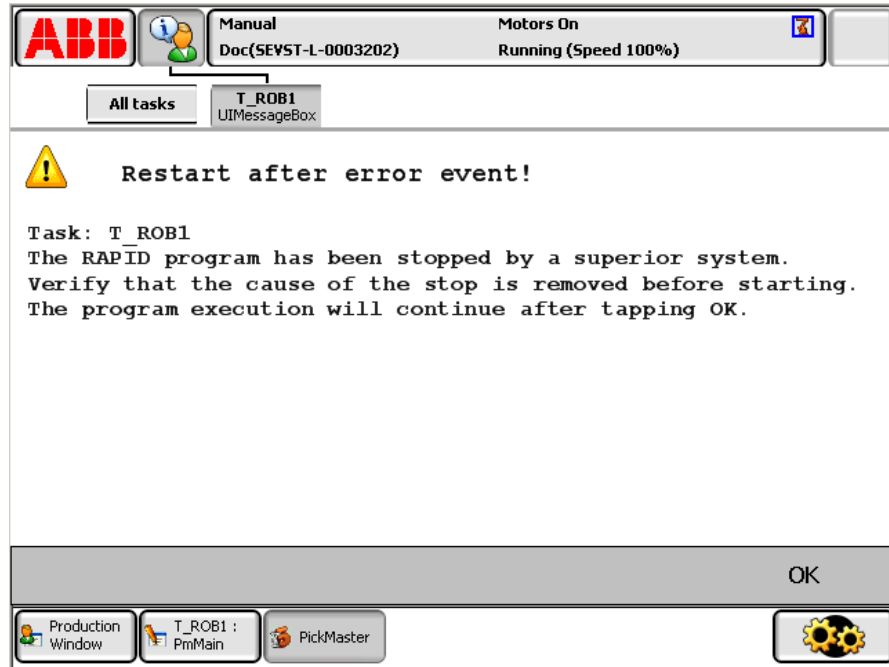 ABB
Manual
Motors On
Doc(SEVST-L-0003202)
Running (Speed 100%)
All tasks
T_ROB1
UIMessageBox
Restart after error event!
Task: T_ROB1
The RAPID program has been stopped by a superior system.
Verify that the cause of the stop is removed before starting.
The program execution will continue after tapping OK.
OK
Production
Window
T_ROB1 :
PmMain
PickMaster